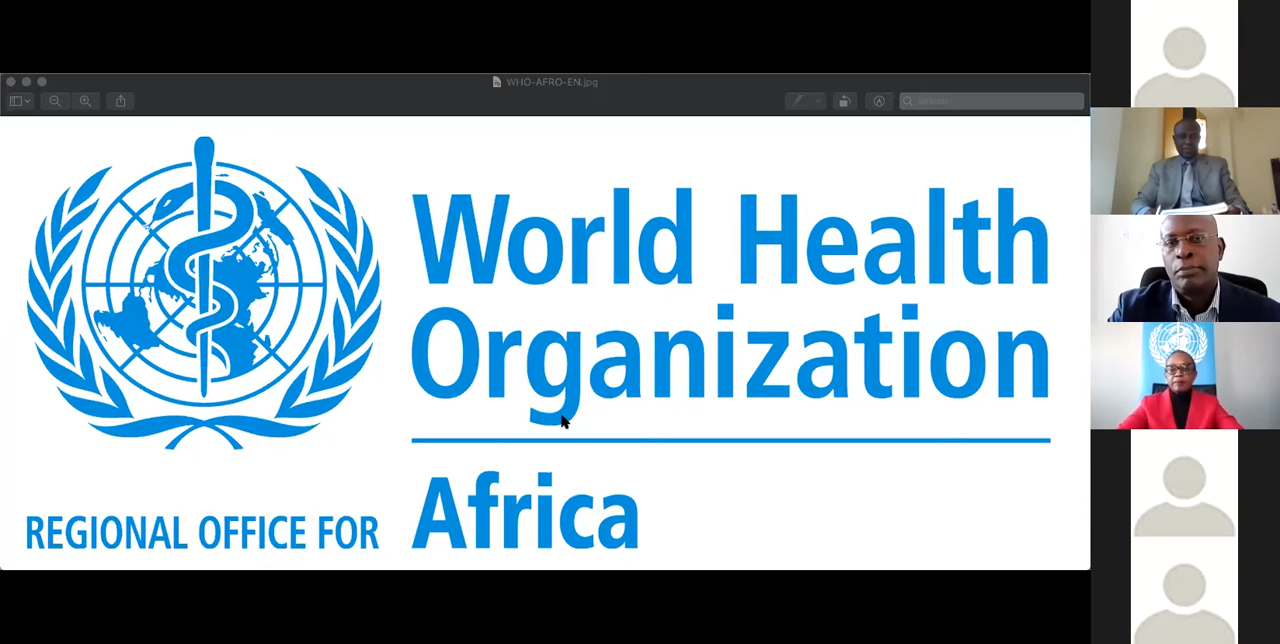 WHO-AFRO-EN.jpg
World Health
Organization
REGIONAL OFFICE FOR
Africa